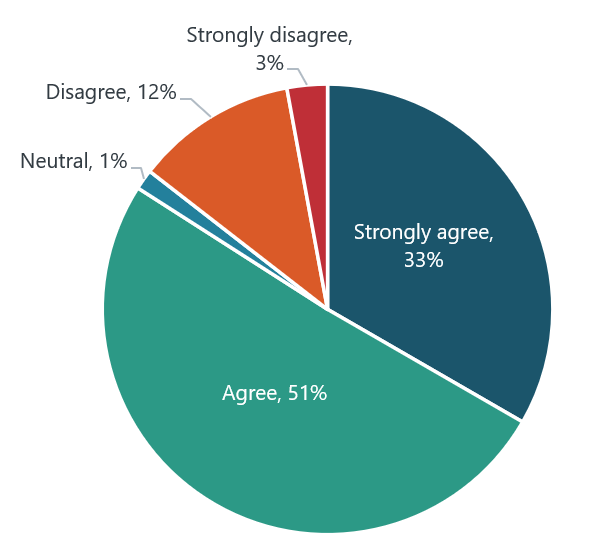 Strongly disagree,
3%
Disagree, 12%
Neutral, 1%
Strongly agree,
33%
Agree, 51%